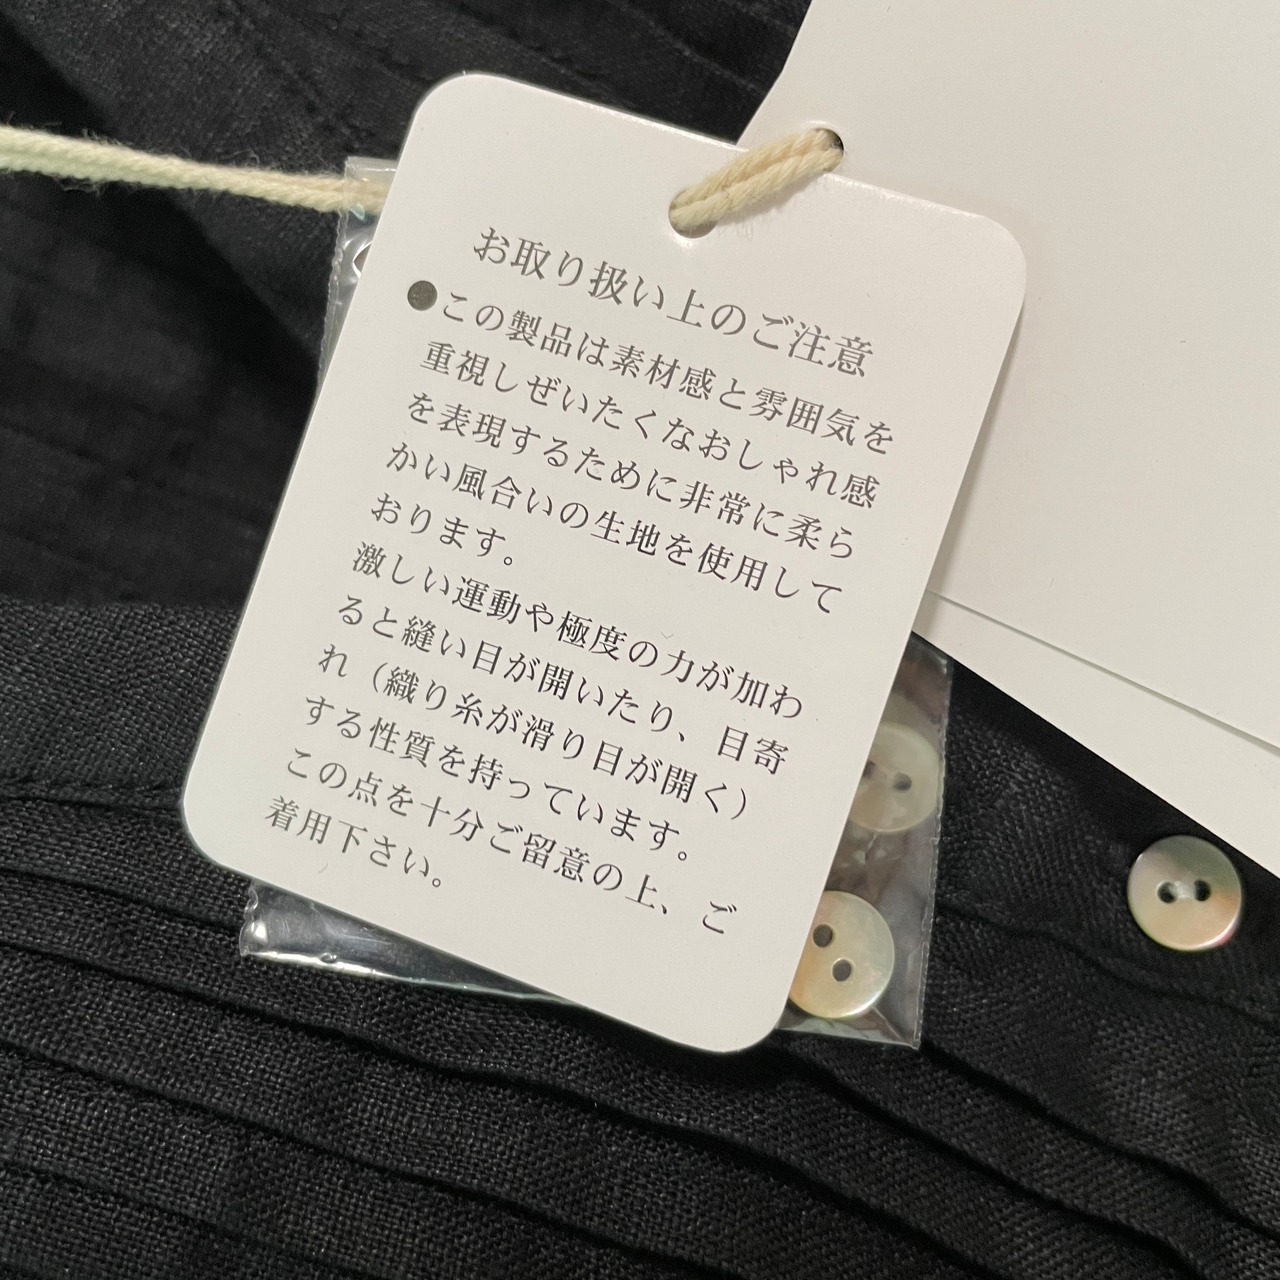 お取り扱い上のご注意
●この製品は素材感と雰囲気を
重視しぜいたくなおしゃれ感
を表現するために非常に柔ら
かい風合いの生地を使用して
おります。
激しい運動や極度の力が加わ
ると縫い目が開いたり、目寄
れ（織り糸が滑り目が開く）
する性質を持っています。
この点を十分ご留意の上、ご
着用下さい。